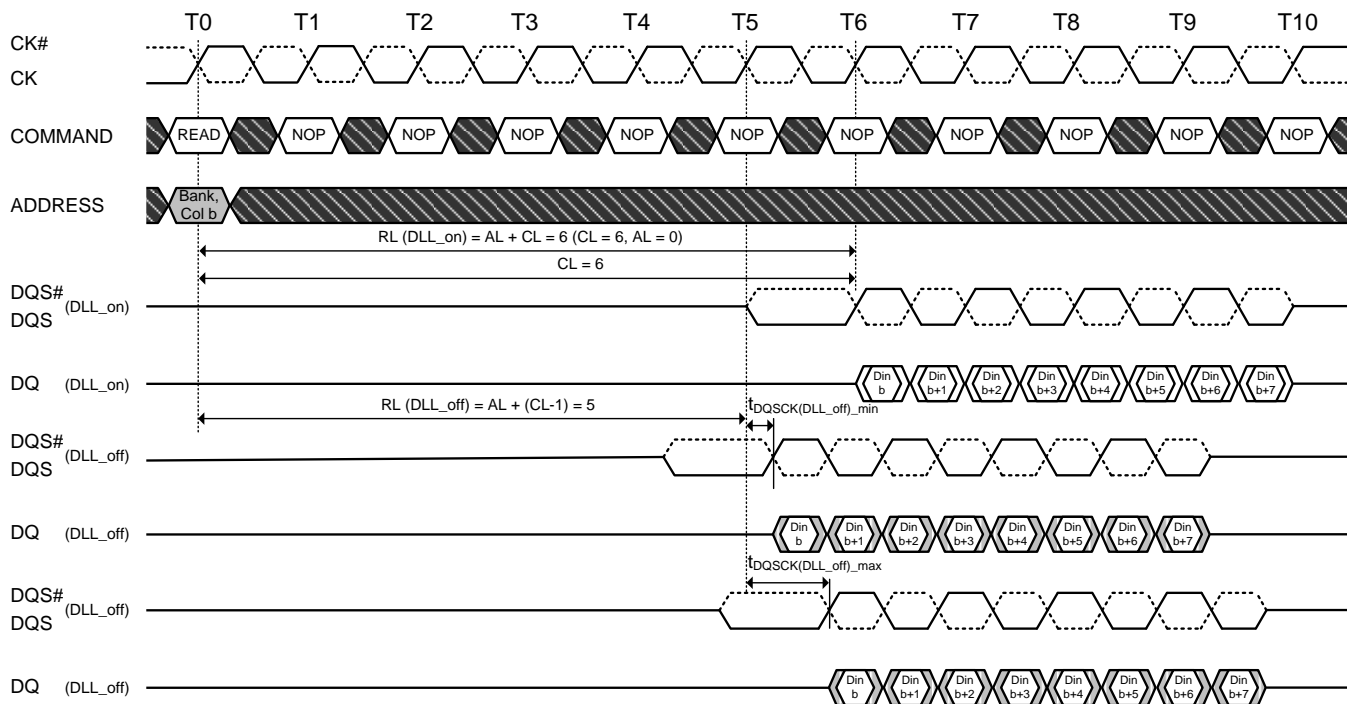 T0 T1 T2 T3 T4 T5 T6 T7 T8 T9 T10
CK#
CK
COMMAND READ NOP NOP NOP NOP NOP NOP NOP NOP NOP NOP
ADDRESS Bank, Col b
RL (DLL_on) = AL + CL = 6 (CL = 6, AL = 0)
CL = 6
DQS# (DLL_on)
DQS
DQ (DLL_on) Din b Din b+1 Din b+2 Din b+3 Din b+4 Din b+5 Din b+6 Din b+7
RL (DLL_off) = AL + (CL-1) = 5 tDQSCK(DLL_off)_min
DQS# (DLL_off)
DQS
DQ (DLL_off) Din b Din b+1 Din b+2 Din b+3 Din b+4 Din b+5 Din b+6 Din b+7
tDQSCK(DLL_off)_max
DQS# (DLL_off)
DQS
DQ (DLL_off) Din b Din b+1 Din b+2 Din b+3 Din b+4 Din b+5 Din b+6 Din b+7